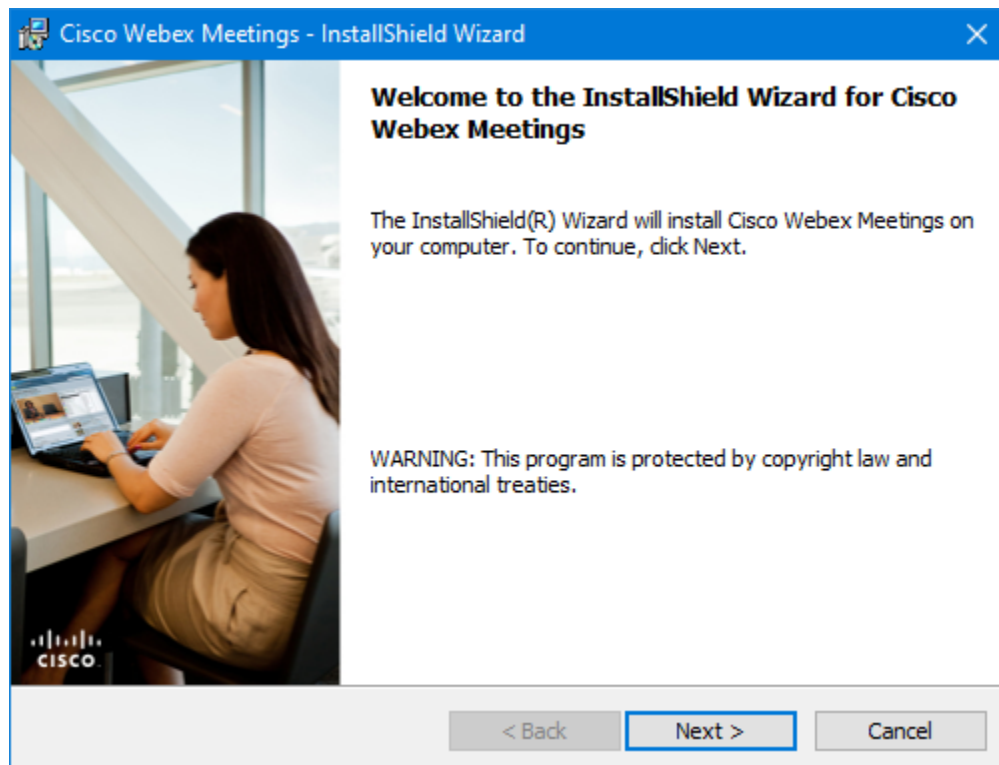 Cisco Webex Meetings - InstallShield Wizard
Welcome to the InstallShield Wizard for Cisco
Webex Meetings
The InstallShield(R) Wizard will install Cisco Webex Meetings on
your computer. To continue, click Next.
WARNING: This program is protected by copyright law and
international treaties.
CISCO
< Back
Next >
Cancel